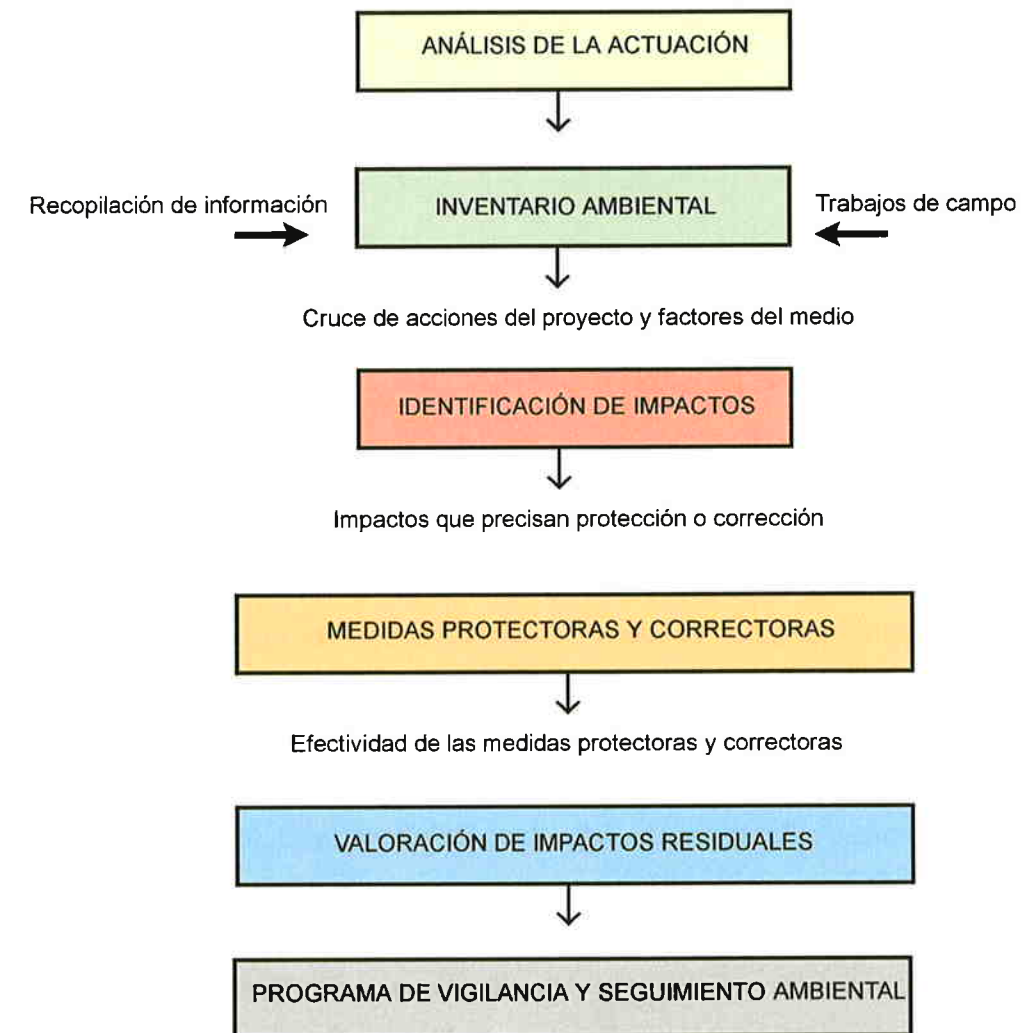 ANÁLISIS DE LA ACTUACIÓN
Recopilación de información
INVENTARIO AMBIENTAL
Trabajos de campo
Cruce de acciones del proyecto y factores del medio
IDENTIFICACIÓN DE IMPACTOS
Impactos que precisan protección o corrección
MEDIDAS PROTECTORAS Y CORRECTORAS
Efectividad de las medidas protectoras y correctoras
VALORACIÓN DE IMPACTOS RESIDUALES
PROGRAMA DE VIGILANCIA Y SEGUIMIENTO AMBIENTAL